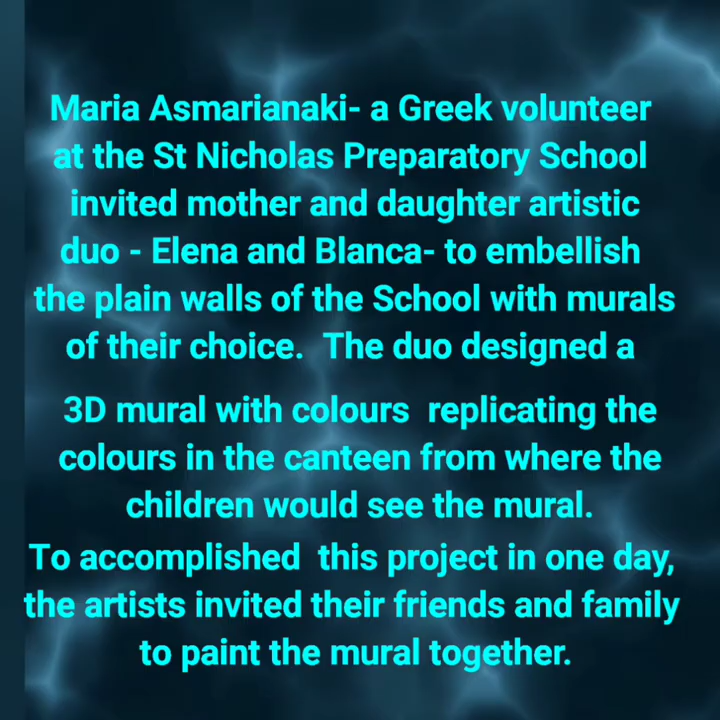 Maria Asmarianaki- a Greek volunteer
at the St Nicholas Preparatory School
invited mother and daughter artistic
duo - Elena and Blanca- to embellish
the plain walls of the School with murals
of their choice.  The duo designed a
3D mural with colours  replicating the
colours in the canteen from where the
children would see the mural.
To accomplished  this project in one day,
the artists invited their friends and family
to paint the mural together.